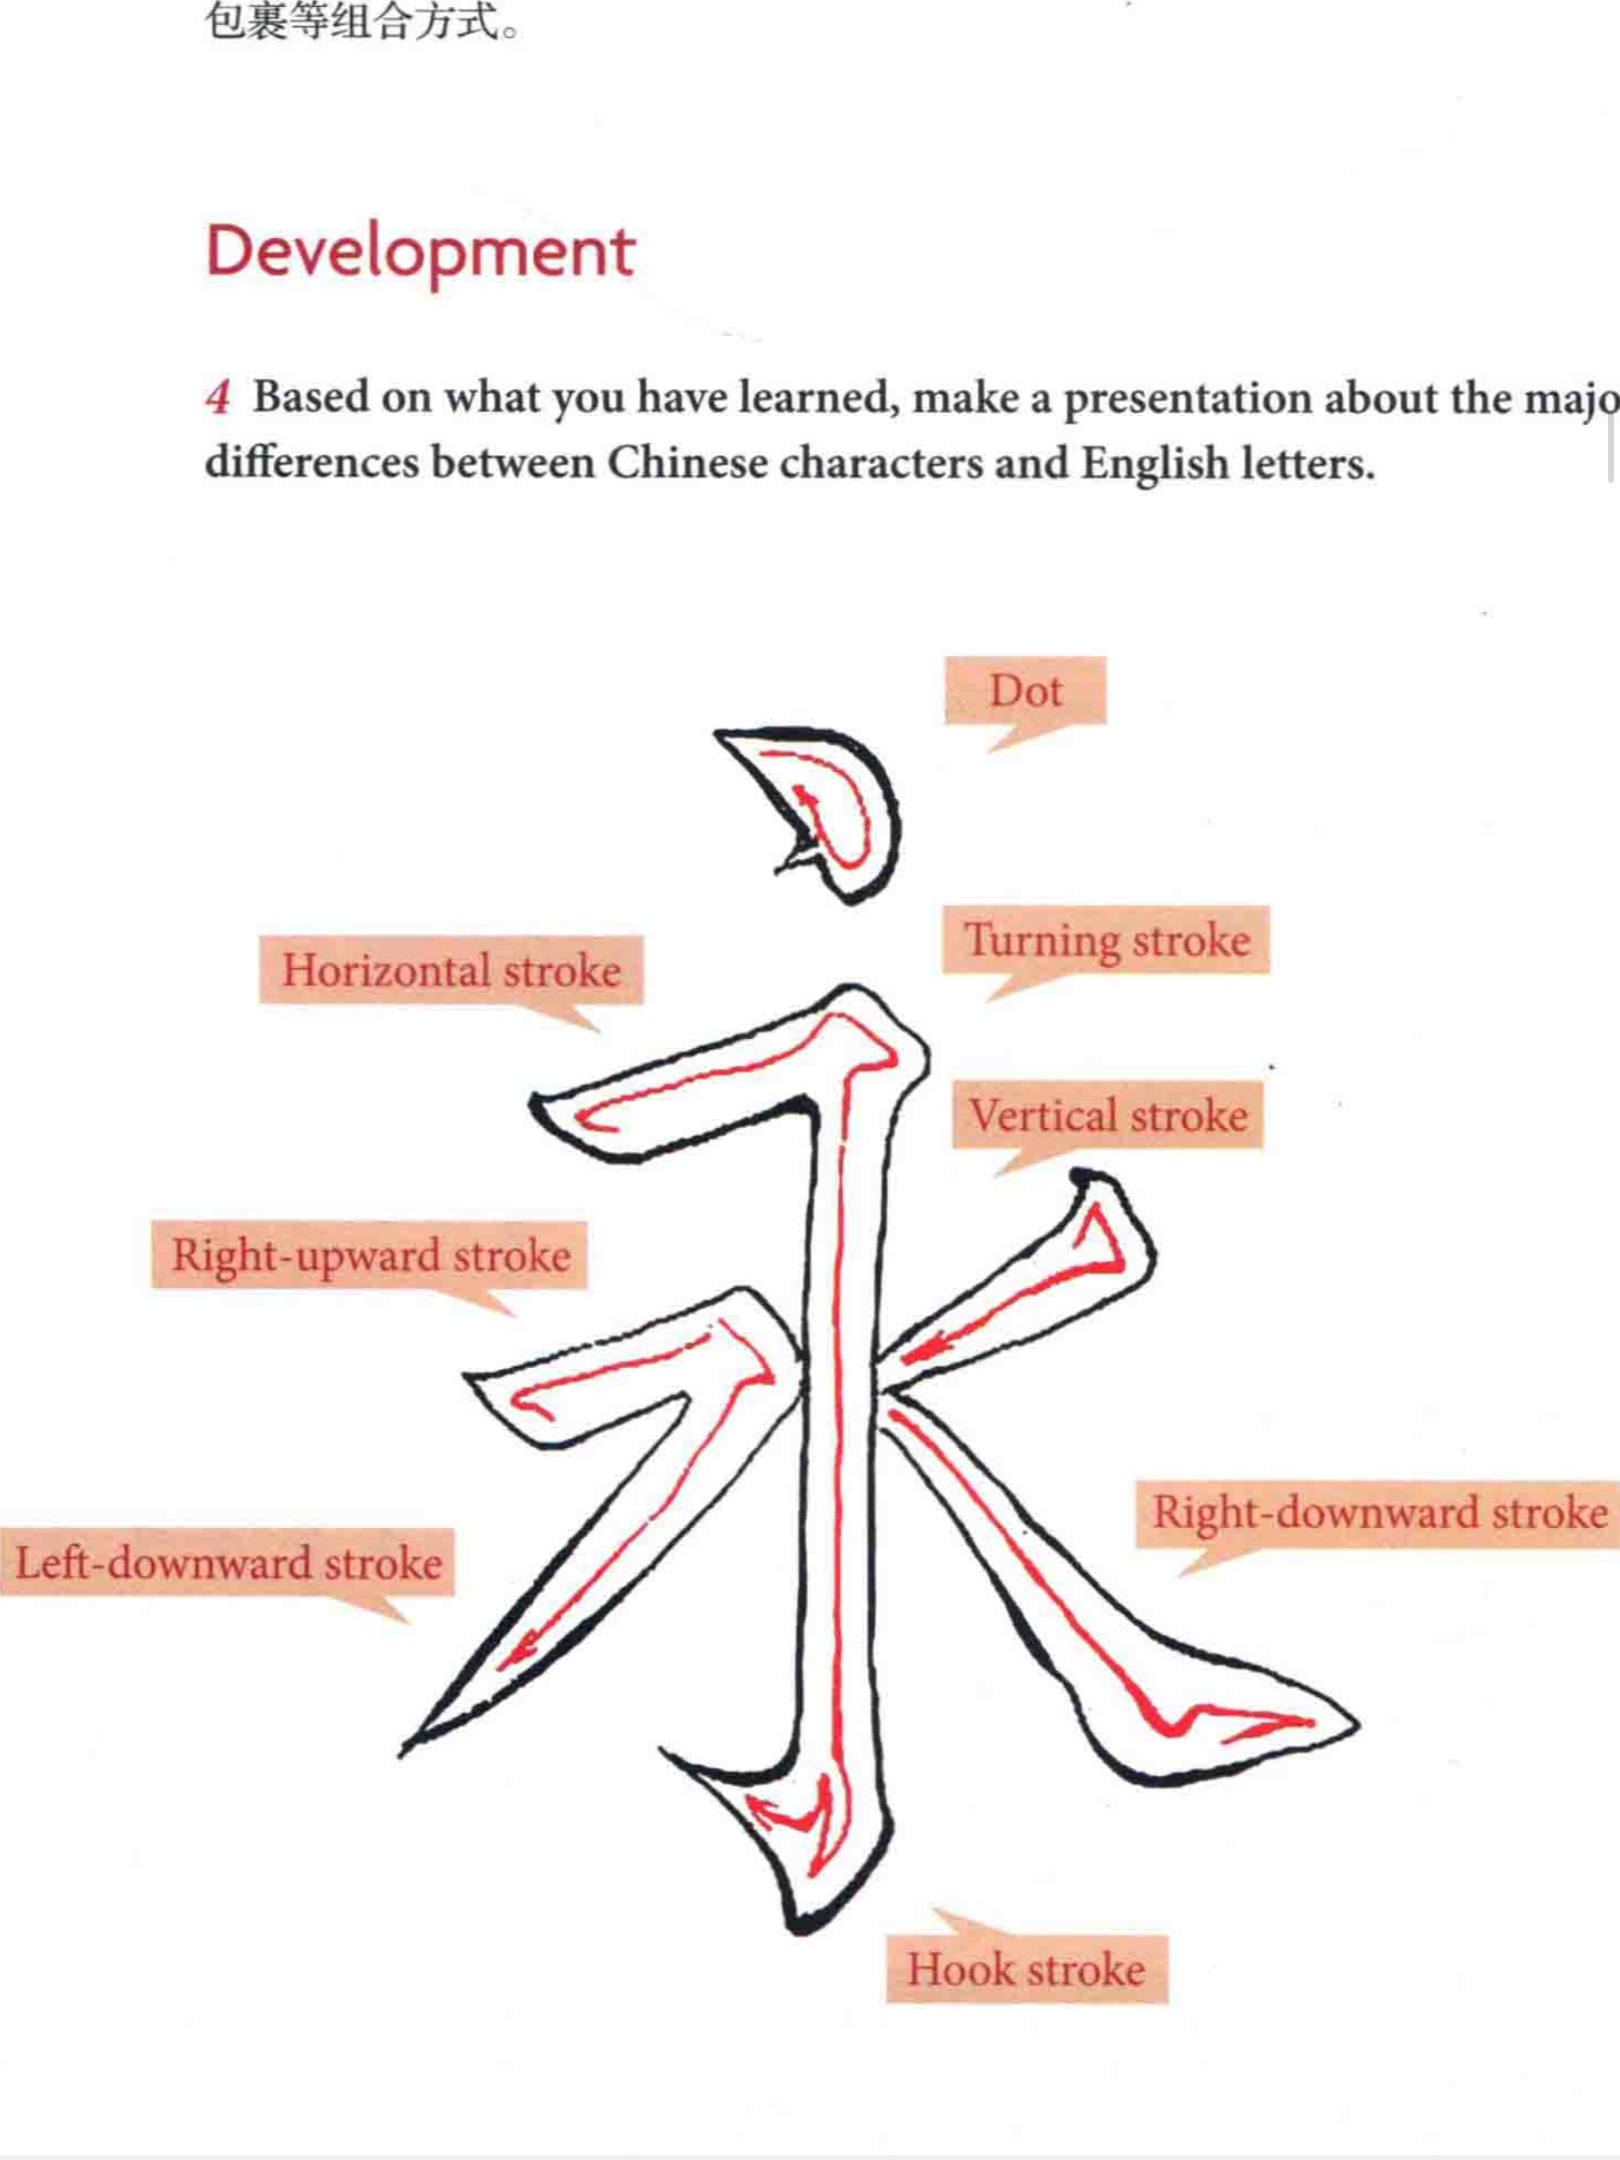 包裹等组合方式。
Development
4 Based on what you have learned, make a presentation about the majo
differences between Chinese characters and English letters.
Dot
Turning stroke
Horizontal stroke
Vertical stroke
Right-upward stroke
Right-downward stroke
Left-downward stroke
Hook stroke
永